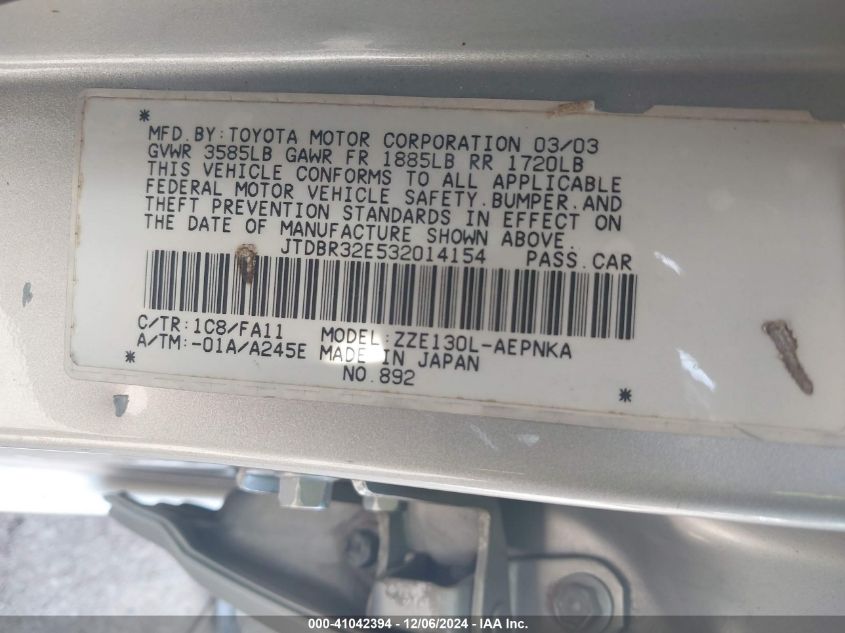 *
MFD.BY:TOYOTA MOTOR CORPORATION 03/03
GVWR 3585LB GAWR FR 1885LB RR 1720LB
THIS VEHICLE CONFORMS TO ALL APPLICABLE
FEDERAL MOTOR VEHICLE SAFETY,BUMPER,AND
THEFT PREVENTION STANDARDS IN EFFECT ON
THE DATE OF MANUFACTURE SHOWN ABOVE.
JTDBR32E532014154 PASS.CAR
C/TR:1C8/FA11 MODEL:ZZE130L-AEPNKA
A/TM:-01A/A245E MADE IN JAPAN
* NO.892 *
000-41042394 - 12/06/2024 - IAA Inc.